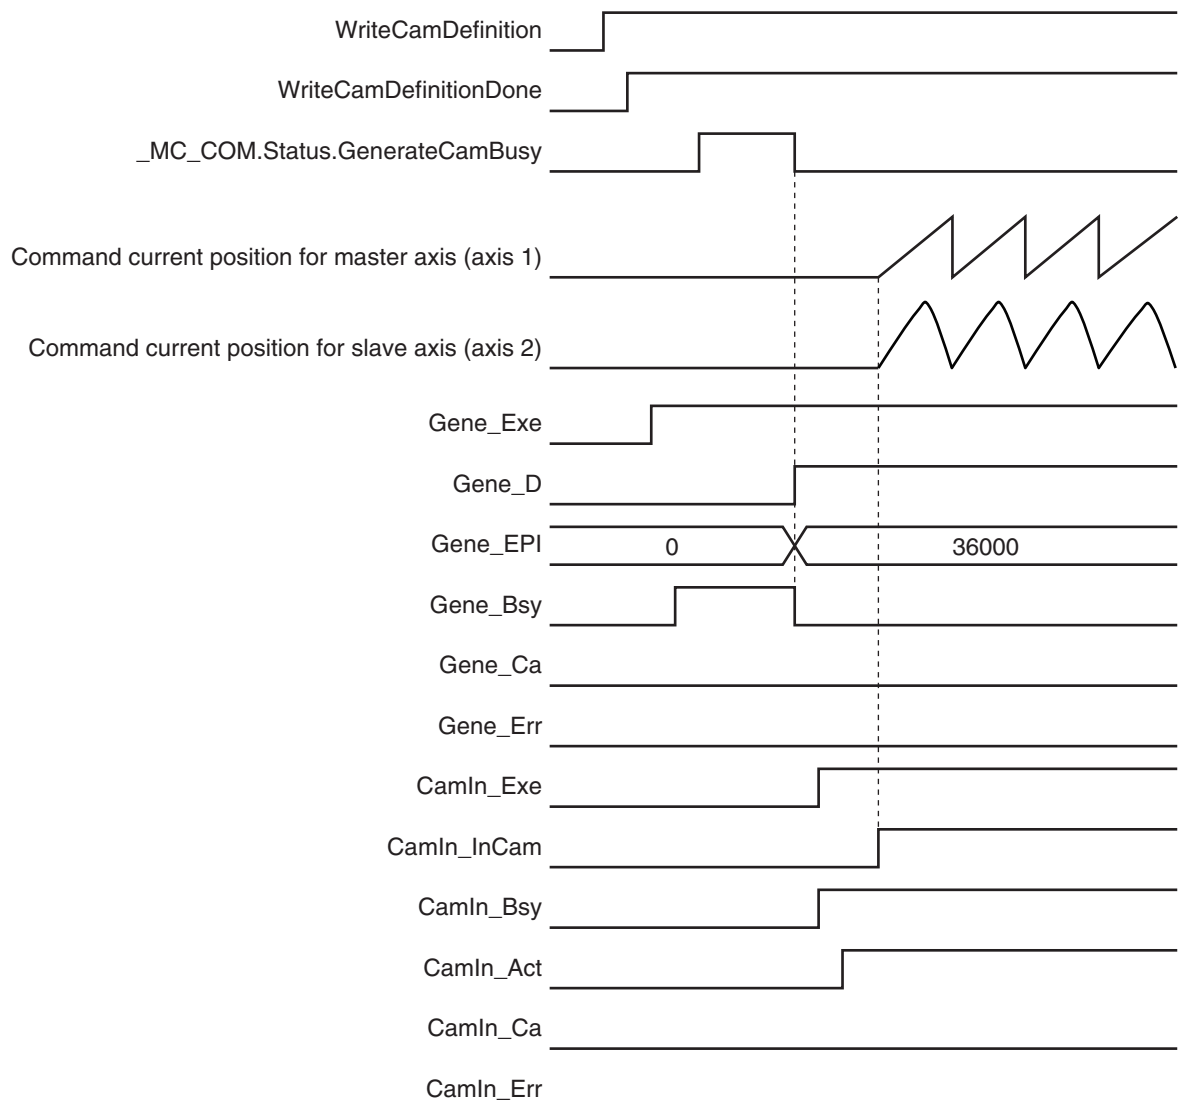 WriteCamDefinition
WriteCamDefinitionDone
_MC_COM.Status.GenerateCamBusy
Command current position for master axis (axis 1)
Command current position for slave axis (axis 2)
Gene_Exe
Gene_D
Gene_EPI 0 36000
Gene_Bsy
Gene_Ca
Gene_Err
CamIn_Exe
CamIn_InCam
CamIn_Bsy
CamIn_Act
CamIn_Ca
CamIn_Err